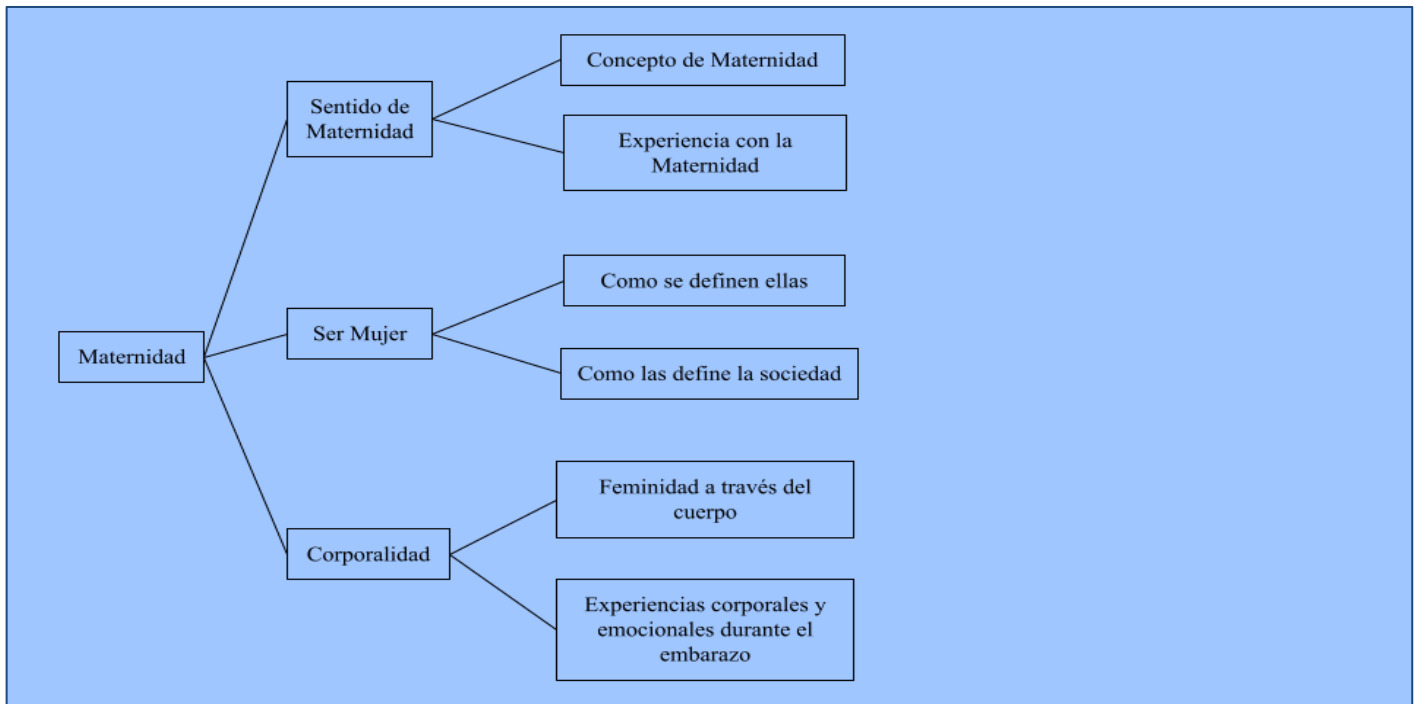 Maternidad
Sentido de
Maternidad
Concepto de Maternidad
Experiencia con la
Maternidad
Ser Mujer
Como se definen ellas
Como las define la sociedad
Corporalidad
Feminidad a través del
cuerpo
Experiencias corporales y
emocionales durante el
embarazo